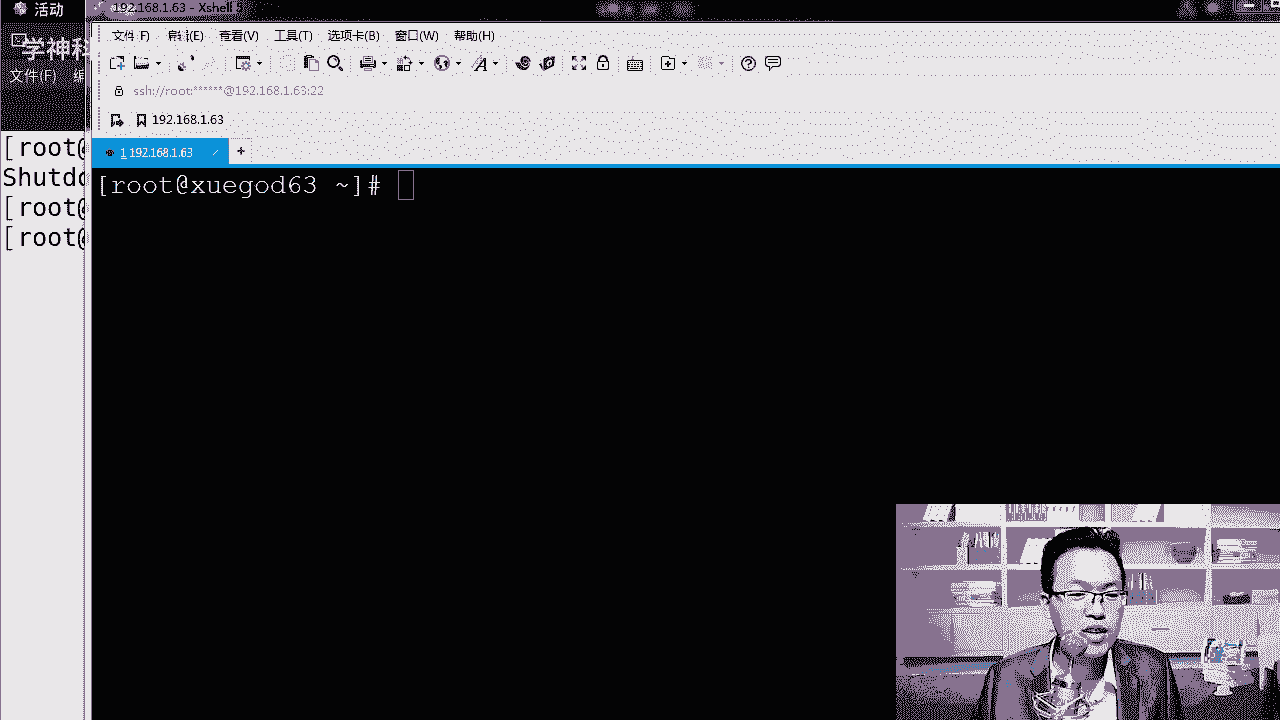 活动
192.168.1.63 - Xshell 5
学神科
文件(F)
文件(F) 编辑(E) 查看(V) 工具(T) 选项卡(B) 窗口(W) 帮助(H)
ssh://root:******@192.168.1.63:22
192.168.1.63
1 192.168.1.63
+
[root@
Shutdo
[root@
[root@
[root@xuegod63 ~]#